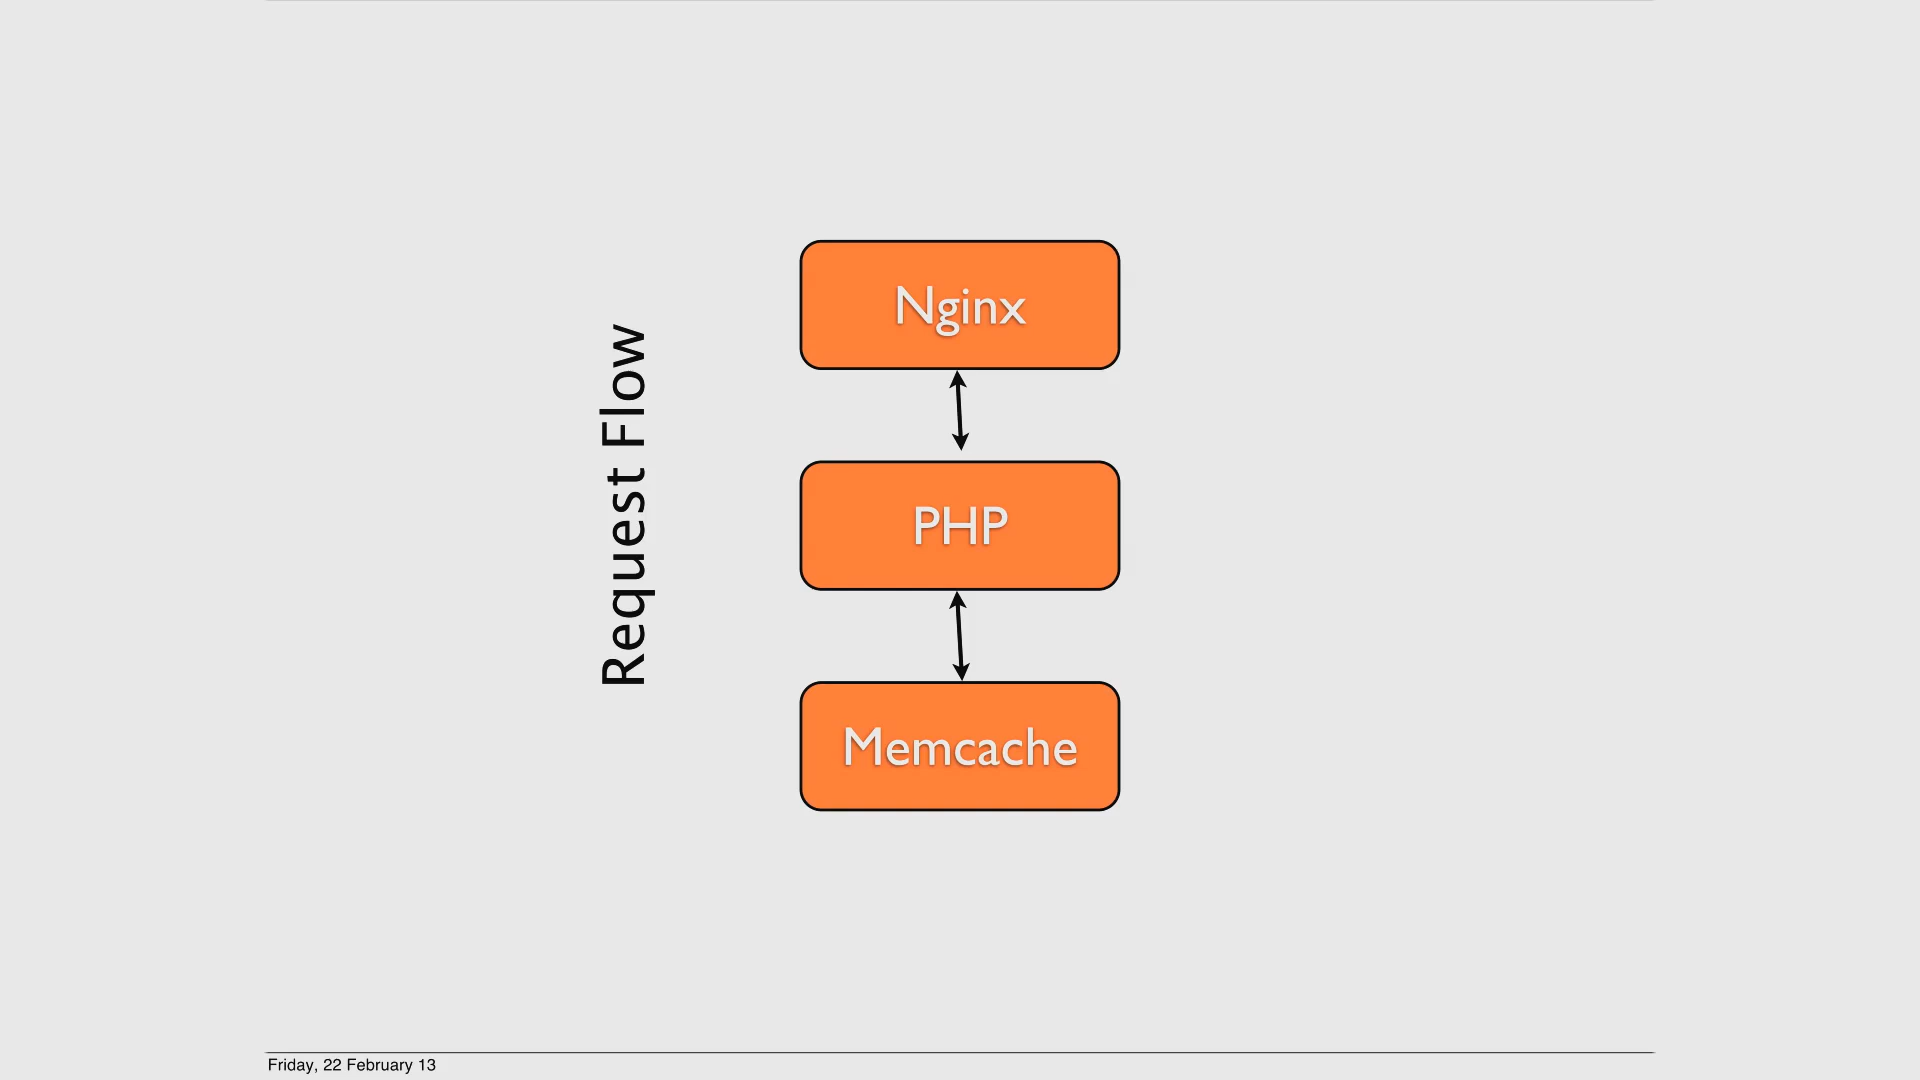 Request Flow
Nginx
PHP
Memcache
Friday, 22 February 13